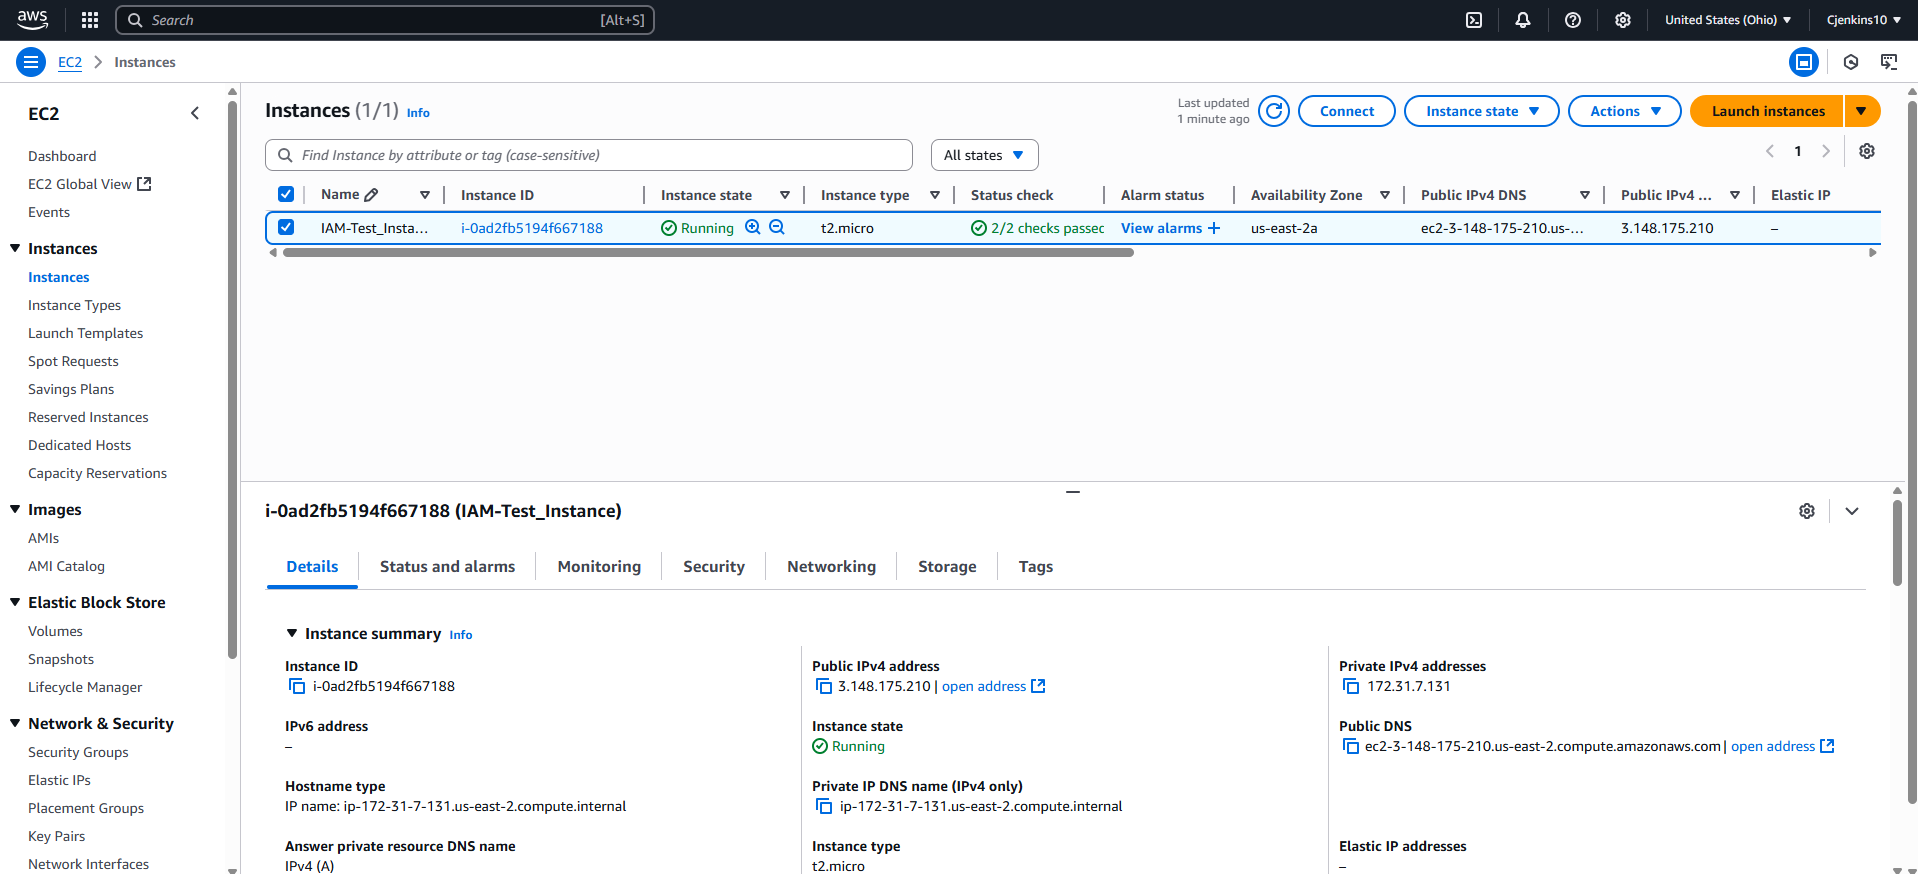 aws
Search [Alt+S]
United States (Ohio)
Cjenkins10
EC2
Instances
EC2
Dashboard
EC2 Global View
Events
Instances
Instances
Instance Types
Launch Templates
Spot Requests
Savings Plans
Reserved Instances
Dedicated Hosts
Capacity Reservations
Images
AMIs
AMI Catalog
Elastic Block Store
Volumes
Snapshots
Lifecycle Manager
Network & Security
Security Groups
Elastic IPs
Placement Groups
Key Pairs
Network Interfaces
Instances (1/1) Info
Last updated
1 minute ago
Connect
Instance state
Actions
Launch instances
Find Instance by attribute or tag (case-sensitive)
All states
1
Name Instance ID Instance state Instance type Status check Alarm status Availability Zone Public IPv4 DNS Public IPv4 ... Elastic IP
IAM-Test_Insta... i-0ad2fb5194f667188 Running t2.micro 2/2 checks passec View alarms + us-east-2a ec2-3-148-175-210.us-... 3.148.175.210 –
i-0ad2fb5194f667188 (IAM-Test_Instance)
Details Status and alarms Monitoring Security Networking Storage Tags
Instance summary Info
Instance ID
i-0ad2fb5194f667188
Public IPv4 address
3.148.175.210 | open address
Private IPv4 addresses
172.31.7.131
IPv6 address
–
Instance state
Running
Public DNS
ec2-3-148-175-210.us-east-2.compute.amazonaws.com | open address
Hostname type
IP name: ip-172-31-7-131.us-east-2.compute.internal
Private IP DNS name (IPv4 only)
ip-172-31-7-131.us-east-2.compute.internal
Answer private resource DNS name
IPv4 (A)
Instance type
t2.micro
Elastic IP addresses
–